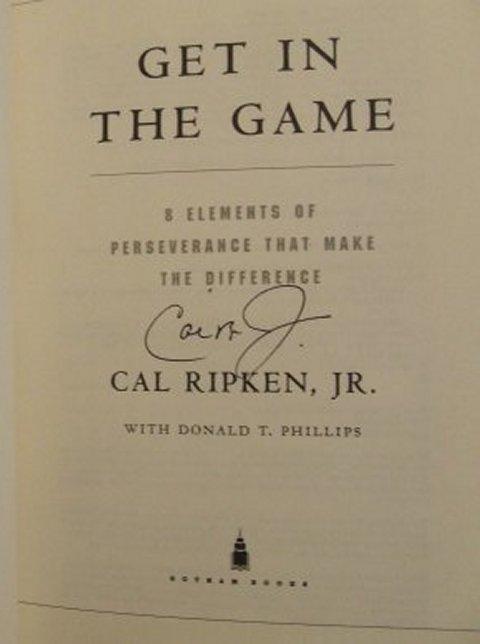 GET IN
THE GAME
8 ELEMENTS OF
PERSEVERANCE THAT MAKE
THE DIFFERENCE
CAL RIPKEN, JR.
WITH DONALD T. PHILLIPS
GOTHAM BOOKS